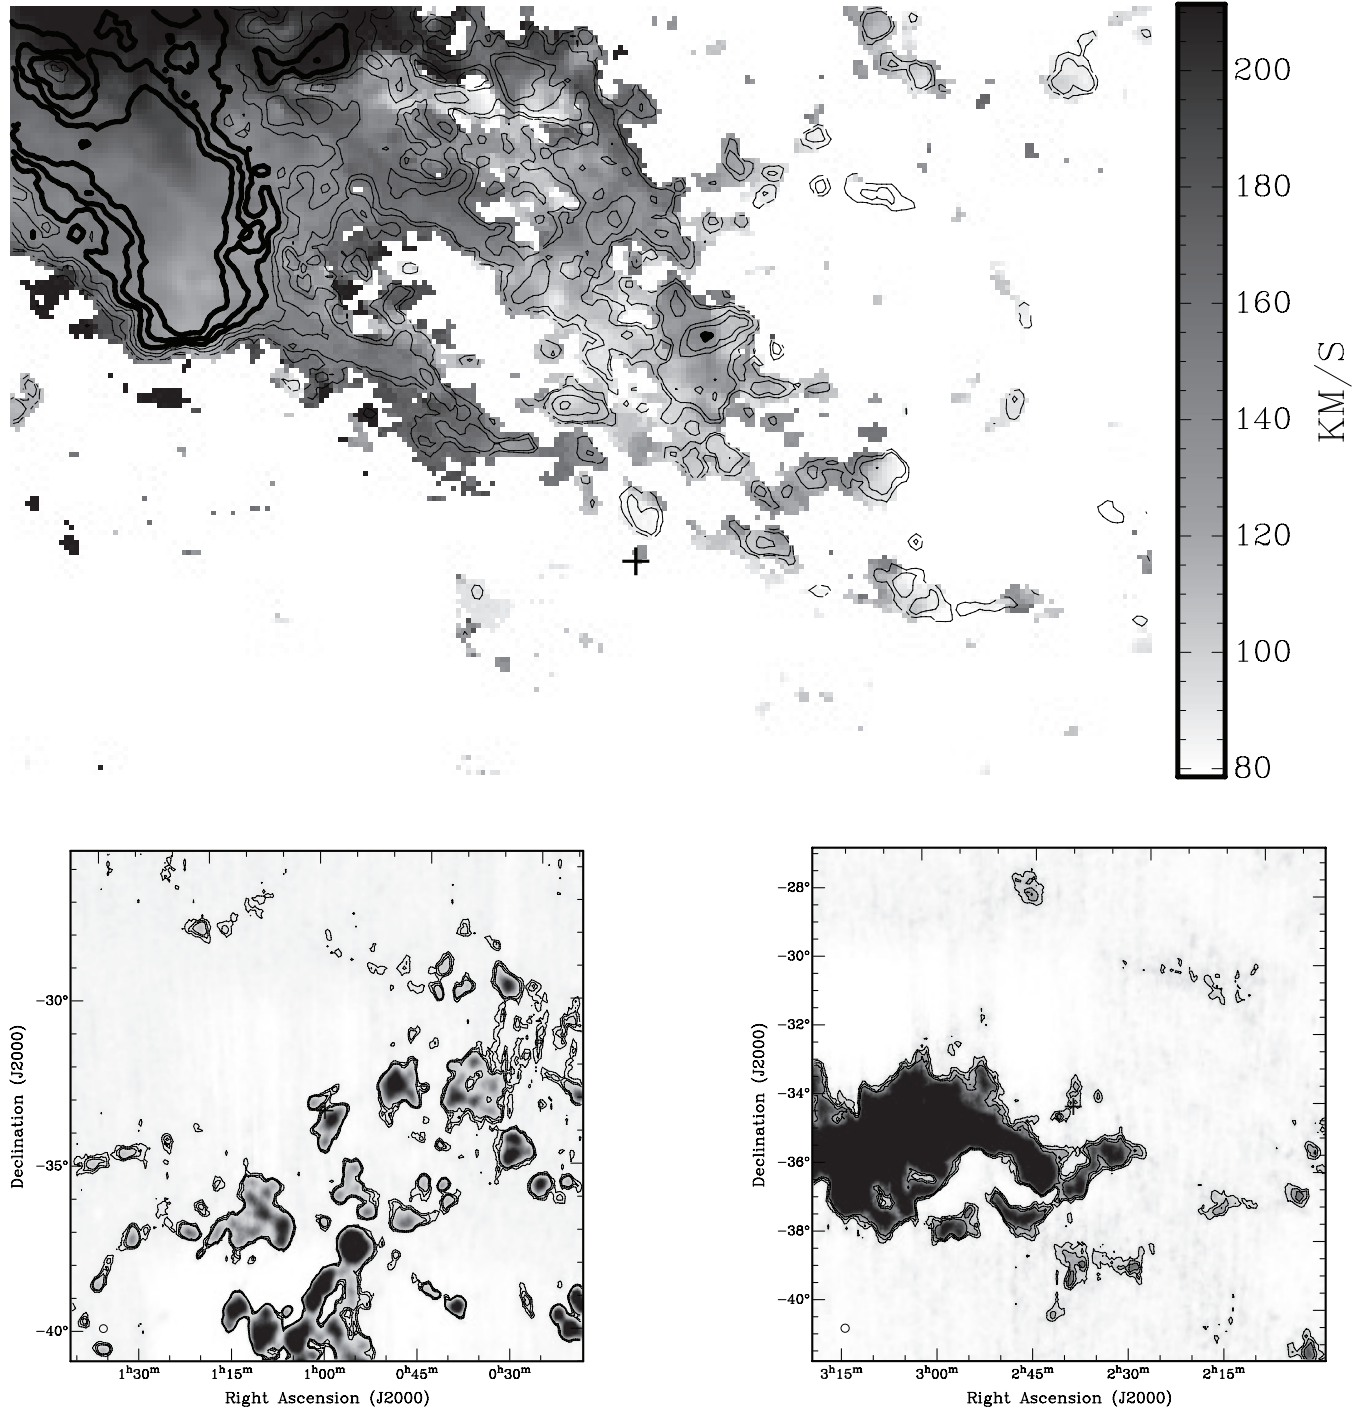 200
180
160
140
120
100
80
KM/S
Declination (J2000)
−30°
−35°
−40°
1ʰ30ᵐ 1ʰ15ᵐ 1ʰ00ᵐ 0ʰ45ᵐ 0ʰ30ᵐ
Right Ascension (J2000)
Declination (J2000)
−28°
−30°
−32°
−34°
−36°
−38°
−40°
3ʰ15ᵐ 3ʰ00ᵐ 2ʰ45ᵐ 2ʰ30ᵐ 2ʰ15ᵐ
Right Ascension (J2000)